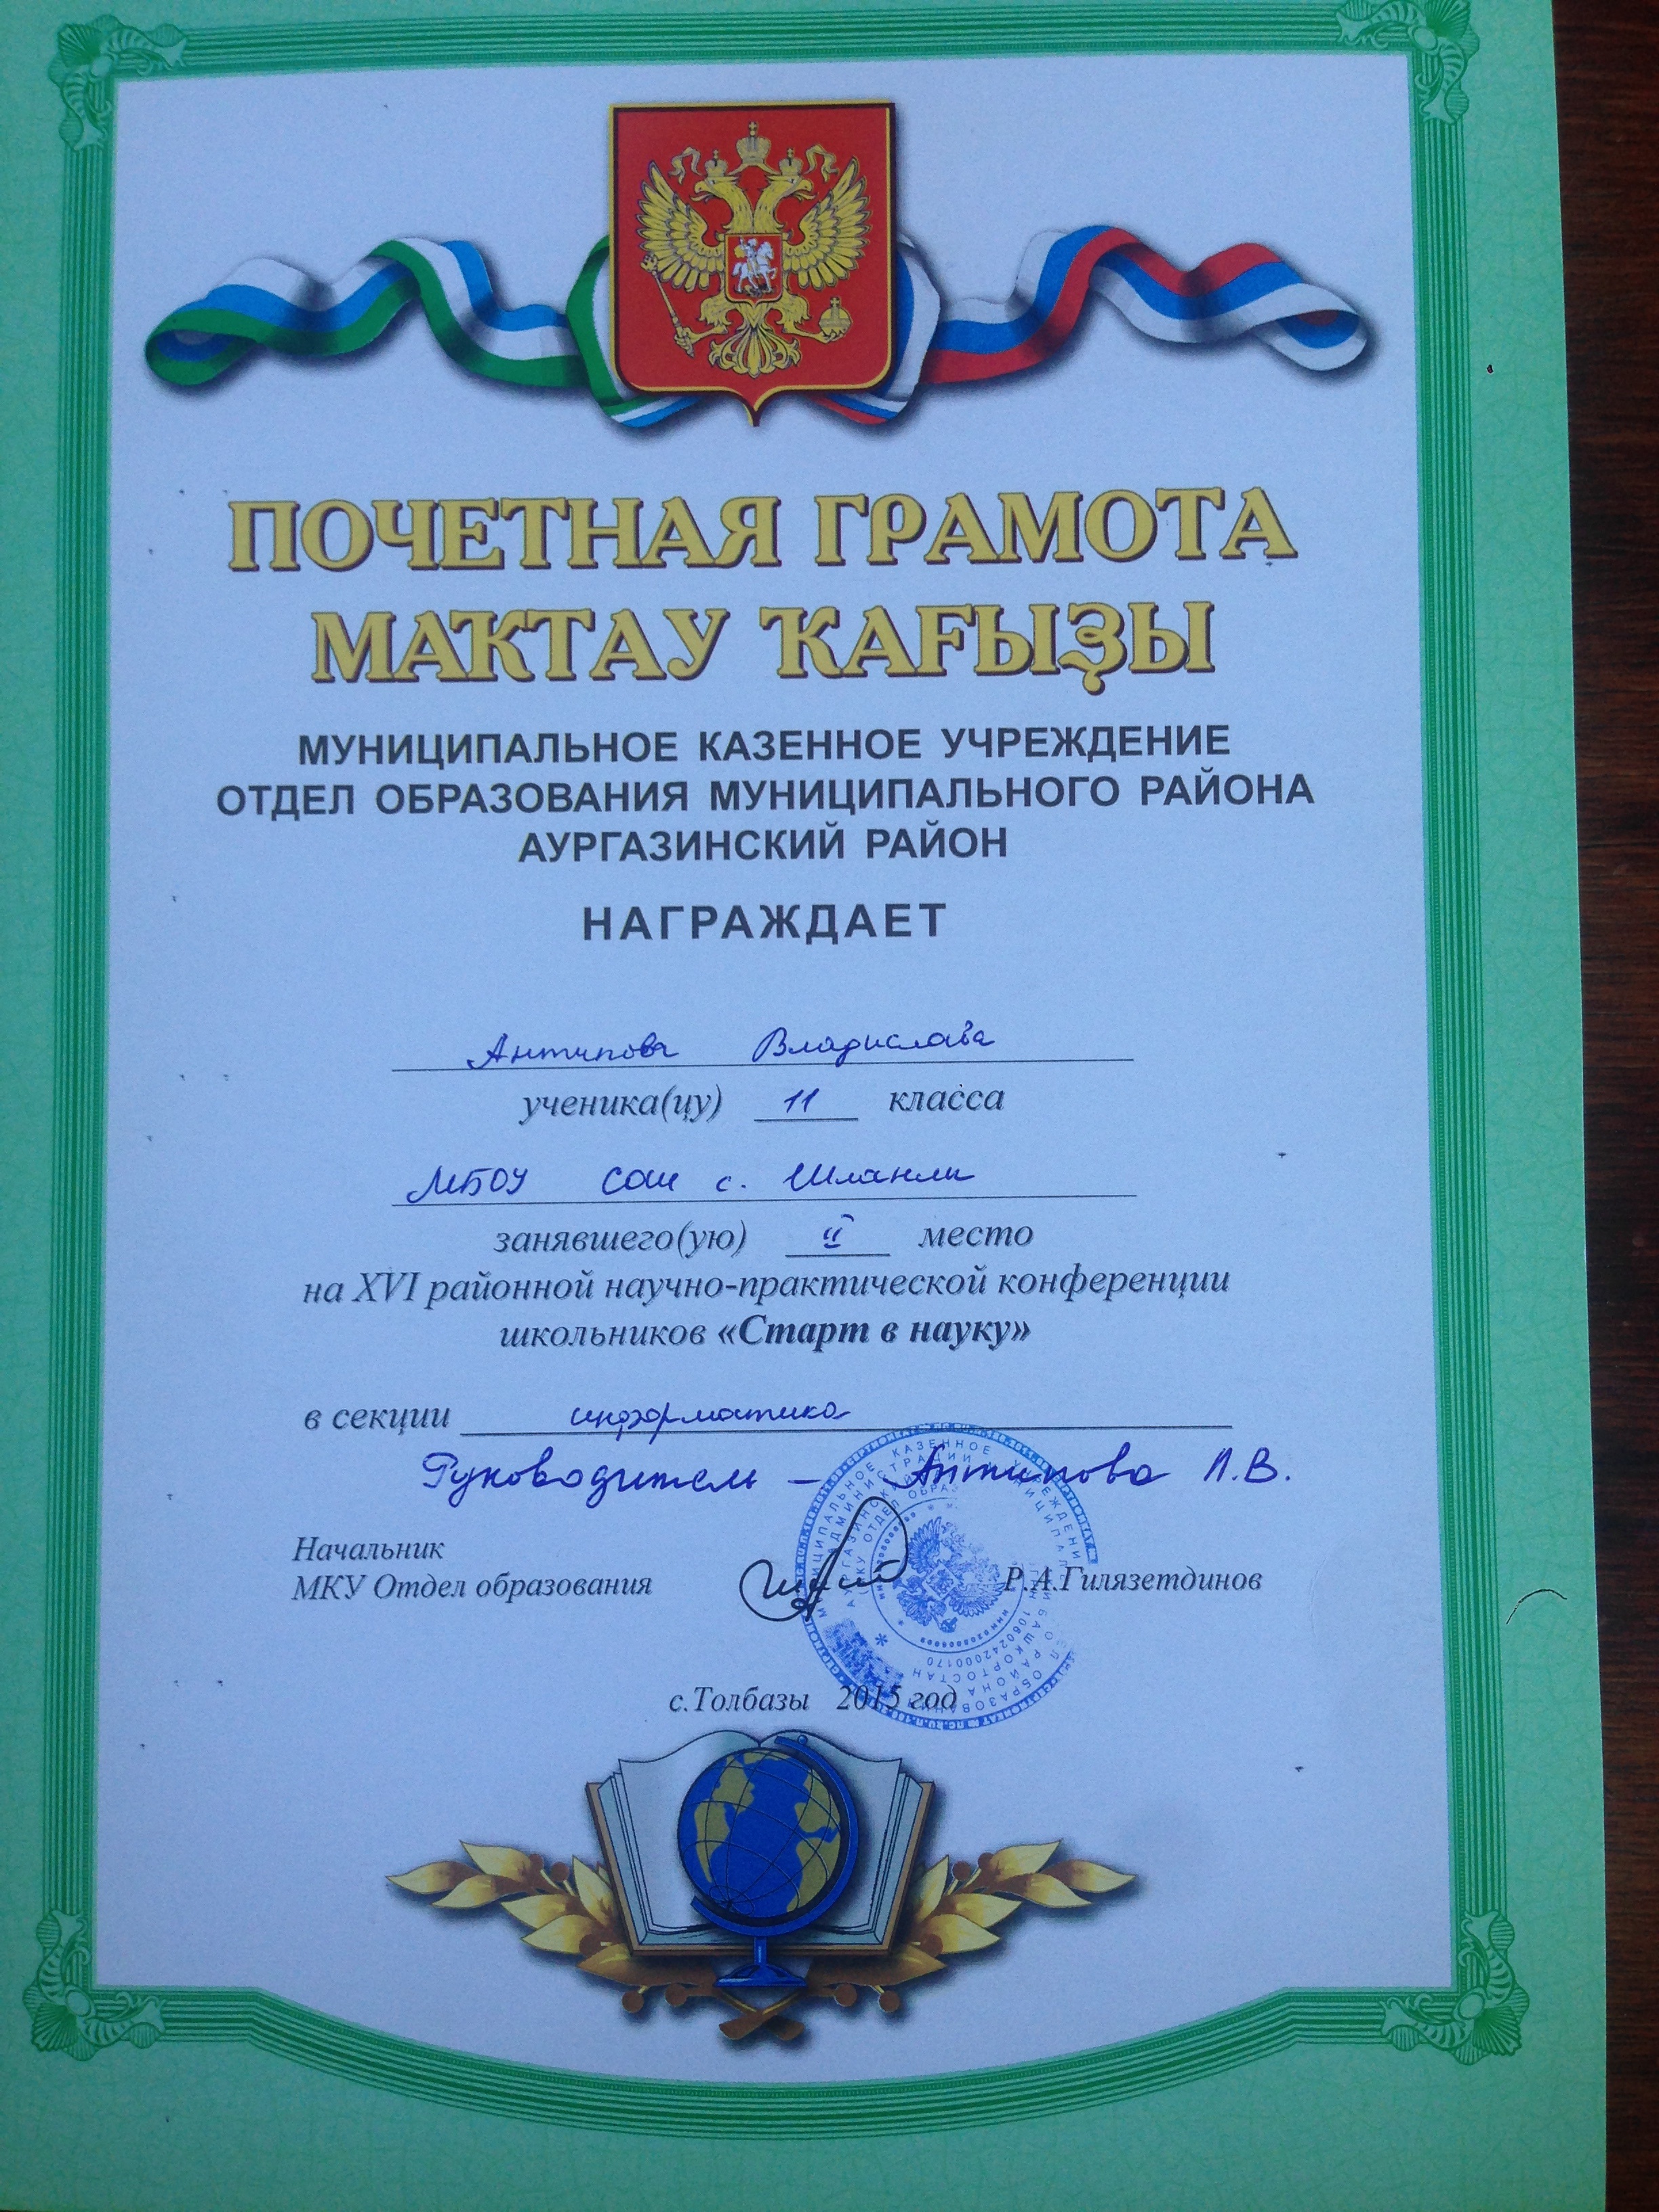 ПОЧЕТНАЯ ГРАМОТА
МАҠТАУ ҠАҒЫҘЫ
МУНИЦИПАЛЬНОЕ КАЗЕННОЕ УЧРЕЖДЕНИЕ
ОТДЕЛ ОБРАЗОВАНИЯ МУНИЦИПАЛЬНОГО РАЙОНА
АУРГАЗИНСКИЙ РАЙОН
НАГРАЖДАЕТ
Антипова Владислава
ученика(цу) 11 класса
МБОУ СОШ с. Шланлы
занявшего(ую) II место
на XVI районной научно-практической конференции
школьников «Старт в науку»
в секции информатика
Руководитель – Антипова Л.В.
Начальник
МКУ Отдел образования Р.А.Гилязетдинов
с.Толбазы 2015 год